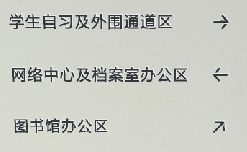 学生自习及外围通道区 →
网络中心及档案室办公区 ←
图书馆办公区 ↗